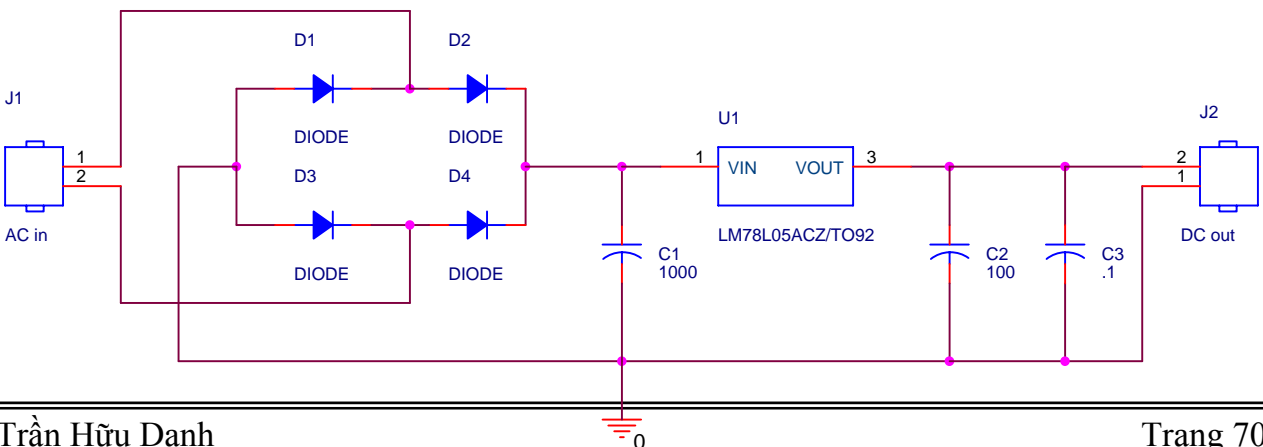 D1
D2
J1
DIODE
DIODE
1
2
D3
D4
AC in
DIODE
DIODE
U1
1
VIN
VOUT
3
LM78L05ACZ/TO92
C1
1000
C2
100
C3
.1
J2
2
1
DC out
0
Trần Hữu Danh
Trang 70